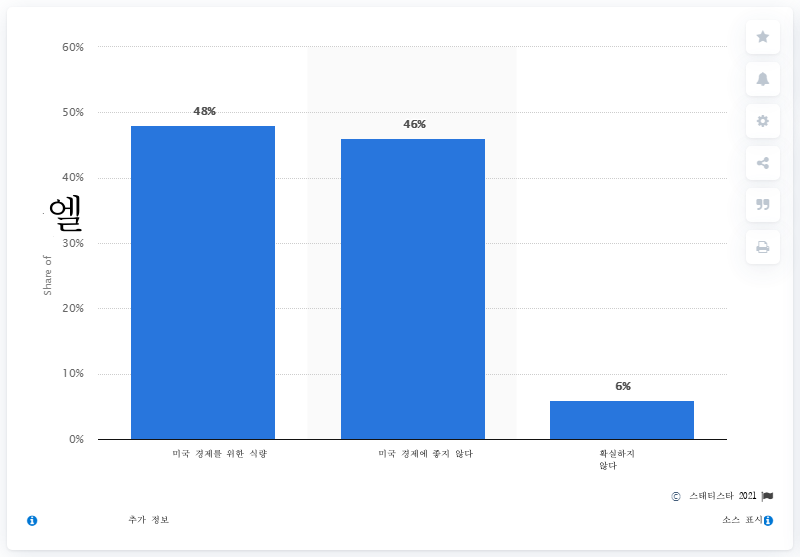 60%
48%
50%
46%
40%
엘
30%
Share of
20%
10%
6%
0%
미국 경제를 위한 식량
미국 경제에 좋지 않다
확실하지
않다
© 스태티스타 2021
추가 정보
소스 표시